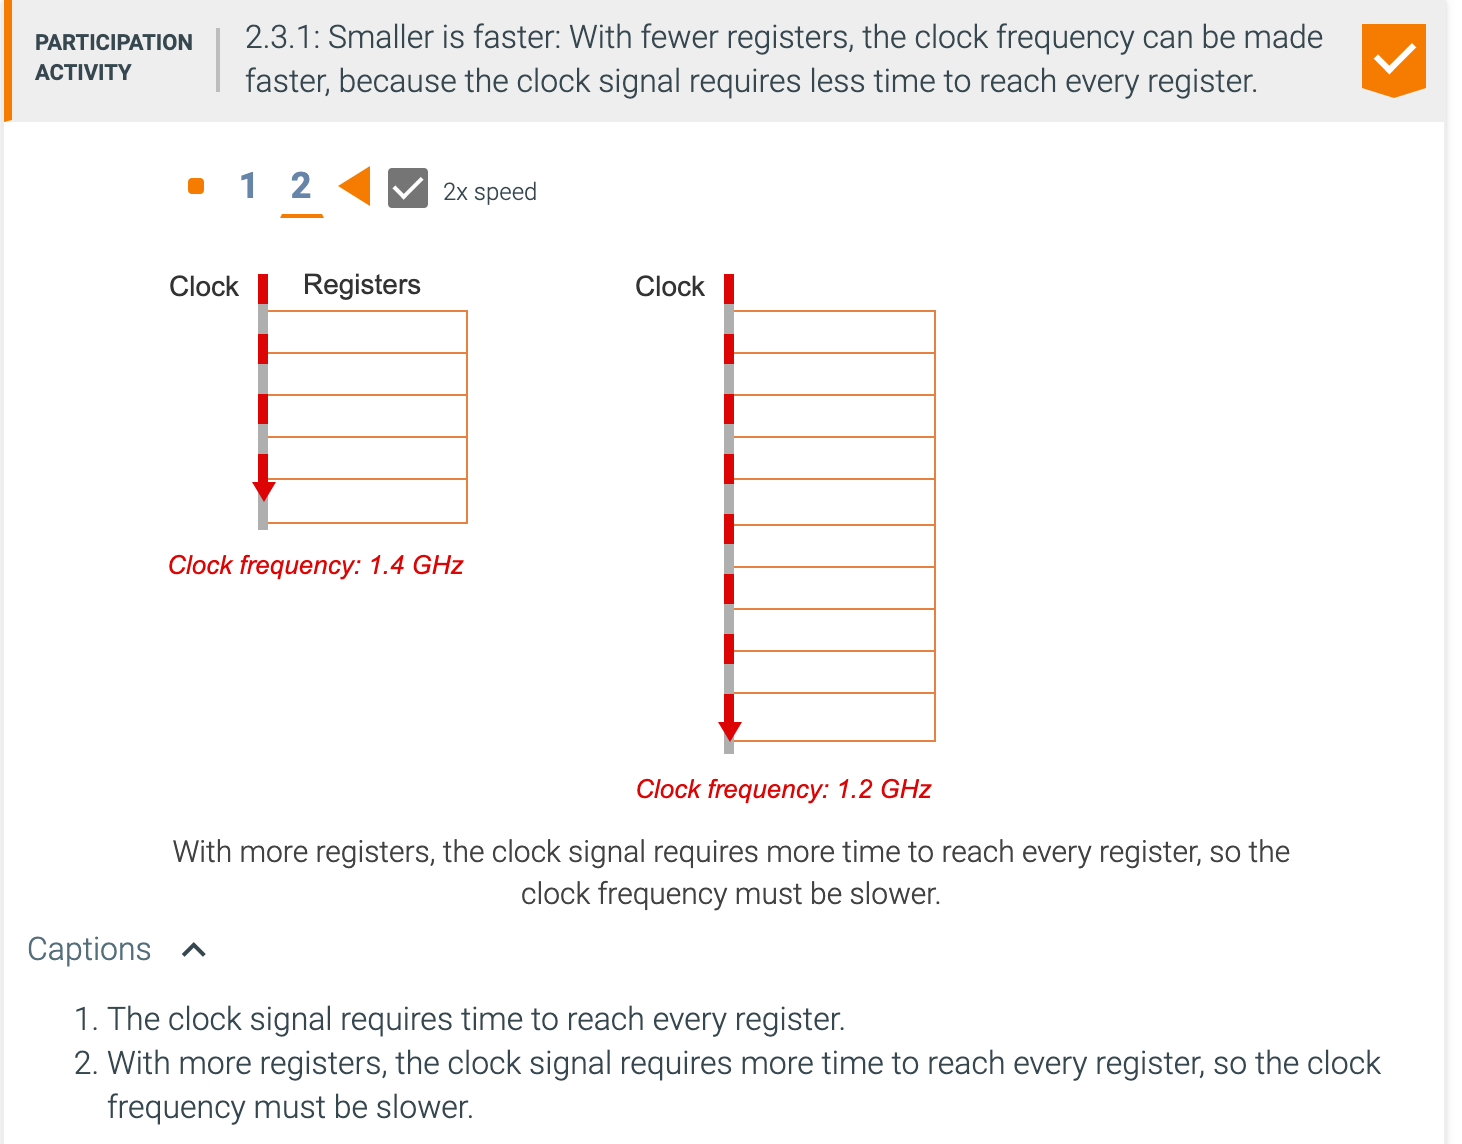 PARTICIPATION
ACTIVITY
2.3.1: Smaller is faster: With fewer registers, the clock frequency can be made
faster, because the clock signal requires less time to reach every register.
1 2 2x speed
Clock Registers
Clock
Clock frequency: 1.4 GHz
Clock frequency: 1.2 GHz
With more registers, the clock signal requires more time to reach every register, so the
clock frequency must be slower.
Captions
1. The clock signal requires time to reach every register.
2. With more registers, the clock signal requires more time to reach every register, so the clock
frequency must be slower.